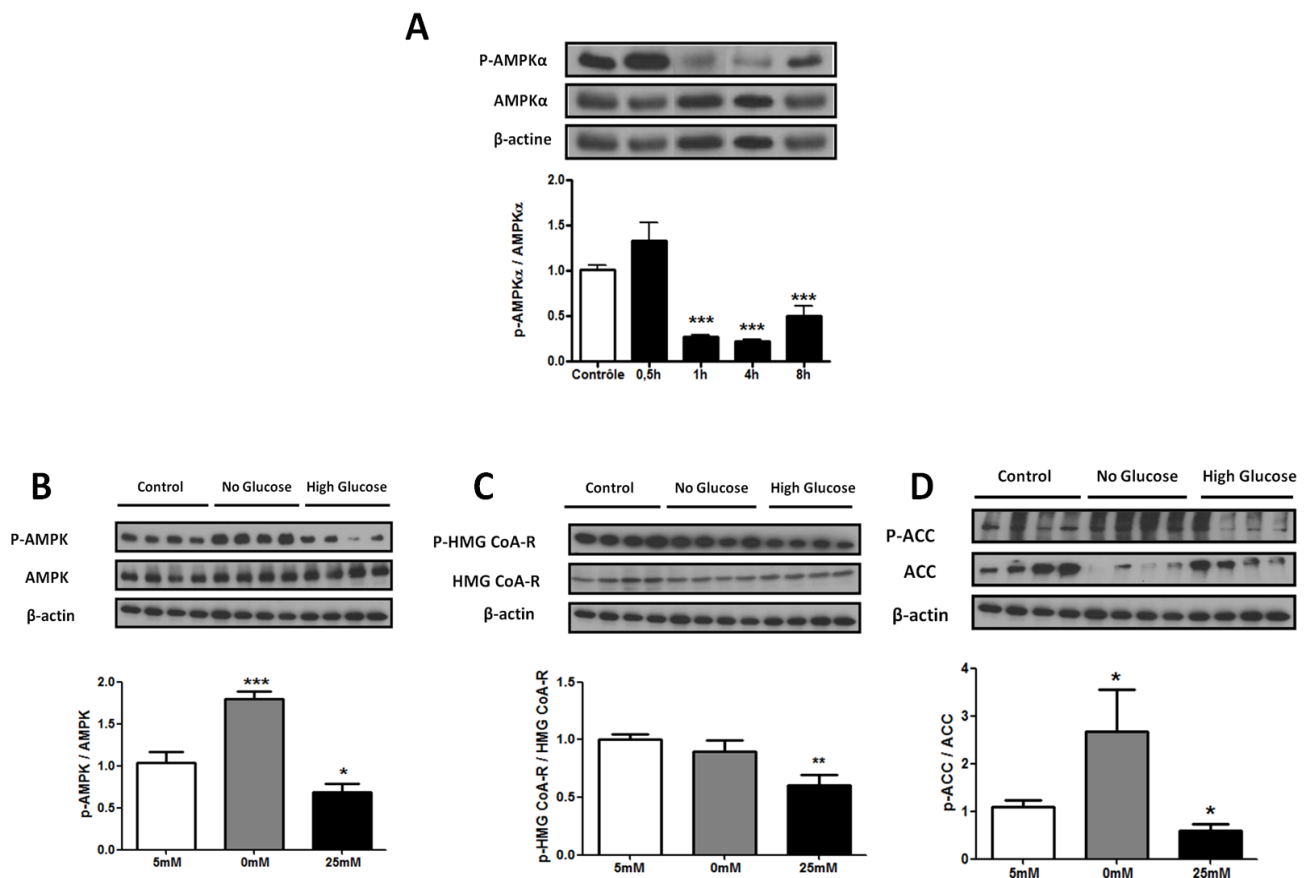 A
P-AMPKα
AMPKα
β-actine
p-AMPKα / AMPKα
2.0
1.5
1.0
0.5
0.0
***
***
***
Contrôle 0,5h 1h 4h 8h
B
Control No Glucose High Glucose
P-AMPK
AMPK
β-actin
p-AMPK / AMPK
2.0
1.5
1.0
0.5
0.0
***
*
5mM 0mM 25mM
C
Control No Glucose High Glucose
P-HMG CoA-R
HMG CoA-R
β-actin
p-HMG CoA-R / HMG CoA-R
1.5
1.0
0.5
0.0
**
5mM 0mM 25mM
D
Control No Glucose High Glucose
P-ACC
ACC
β-actin
p-ACC / ACC
4
3
2
1
0
*
*
5mM 0mM 25mM